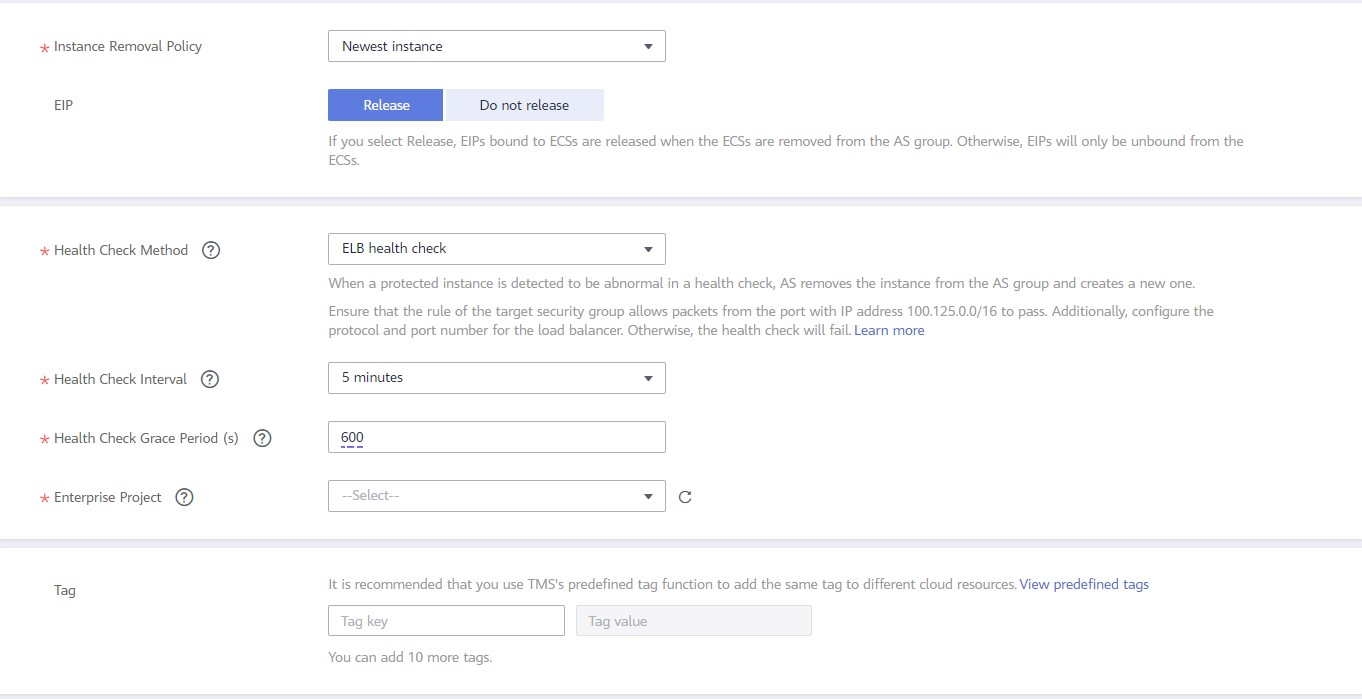 * Instance Removal Policy
Newest instance
EIP
Release
Do not release
If you select Release, EIPs bound to ECSs are released when the ECSs are removed from the AS group. Otherwise, EIPs will only be unbound from the
ECSs.
* Health Check Method ?
ELB health check
When a protected instance is detected to be abnormal in a health check, AS removes the instance from the AS group and creates a new one.
Ensure that the rule of the target security group allows packets from the port with IP address 100.125.0.0/16 to pass. Additionally, configure the
protocol and port number for the load balancer. Otherwise, the health check will fail. Learn more
* Health Check Interval ?
5 minutes
* Health Check Grace Period (s) ?
600
* Enterprise Project ?
--Select--
Tag
It is recommended that you use TMS's predefined tag function to add the same tag to different cloud resources. View predefined tags
Tag key
Tag value
You can add 10 more tags.